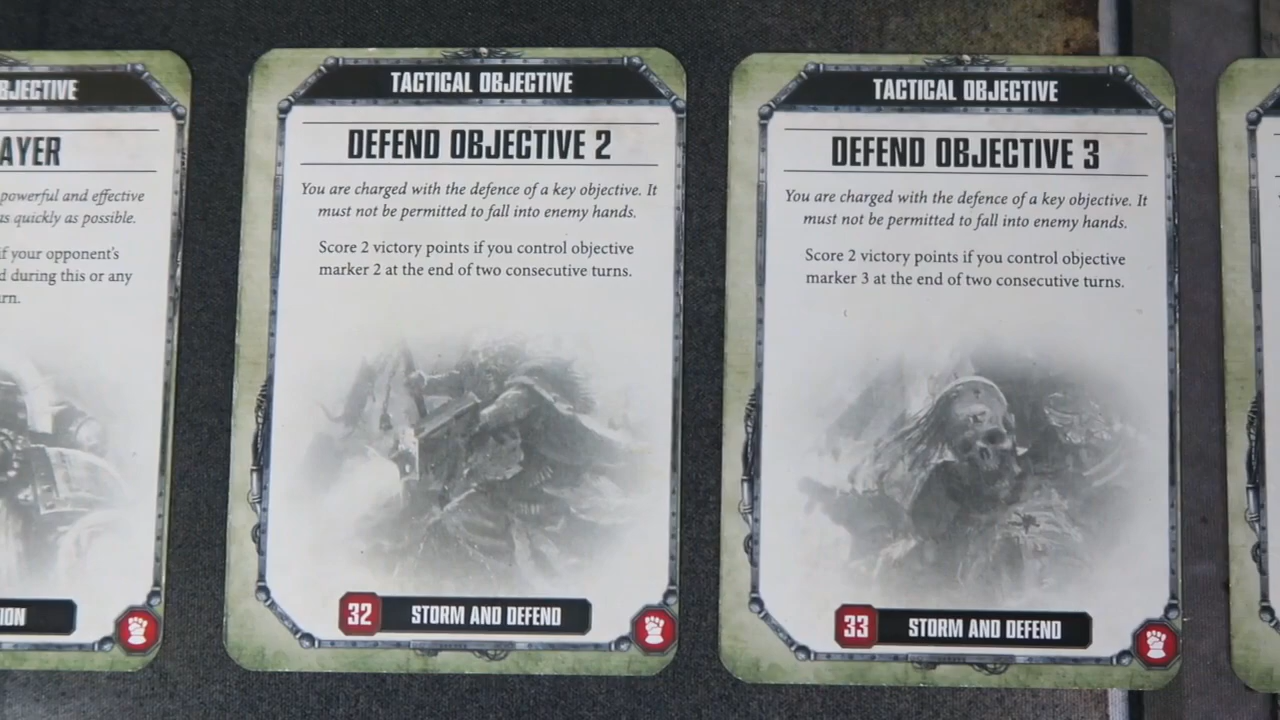 AYER
powerful and effective
as quickly as possible.
if your opponent's
during this or any
ION
TACTICAL OBJECTIVE
DEFEND OBJECTIVE 2
You are charged with the defence of a key objective. It
must not be permitted to fall into enemy hands.
Score 2 victory points if you control objective
marker 2 at the end of two consecutive turns.
32 STORM AND DEFEND
TACTICAL OBJECTIVE
DEFEND OBJECTIVE 3
You are charged with the defence of a key objective. It
must not be permitted to fall into enemy hands.
Score 2 victory points if you control objective
marker 3 at the end of two consecutive turns.
33 STORM AND DEFEND